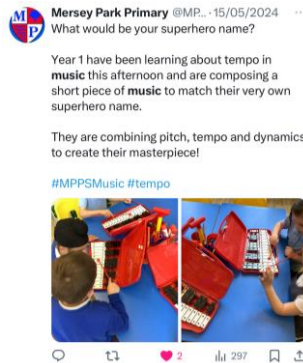 M
P
Mersey Park Primary @MP... · 15/05/2024
What would be your superhero name?
Year 1 have been learning about tempo in
music this afternoon and are composing a
short piece of music to match their very own
superhero name.
They are combining pitch, tempo and dynamics
to create their masterpiece!
#MPPSMusic #tempo
2
297